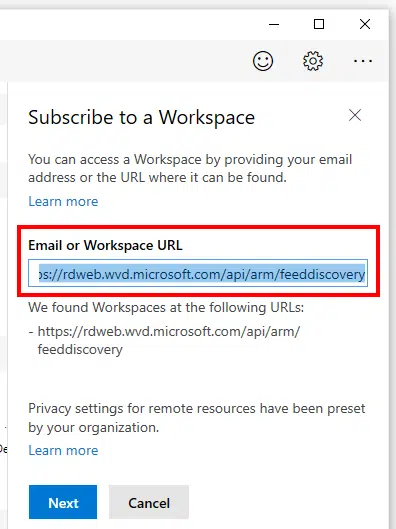 Subscribe to a Workspace
You can access a Workspace by providing your email
address or the URL where it can be found.
Learn more
Email or Workspace URL
ps://rdweb.wvd.microsoft.com/api/arm/feeddiscovery
We found Workspaces at the following URLs:
- https://rdweb.wvd.microsoft.com/api/arm/
feeddiscovery
Privacy settings for remote resources have been preset
by your organization.
Learn more
Next Cancel